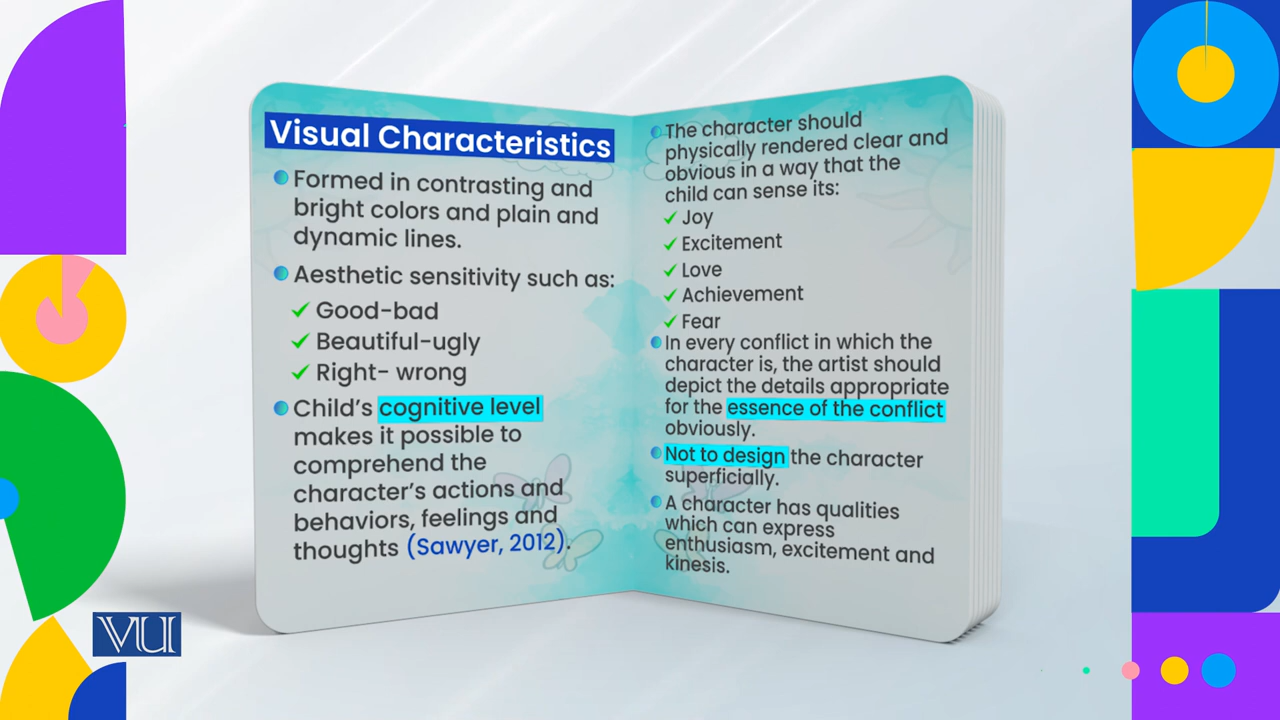 Visual Characteristics
Formed in contrasting and
bright colors and plain and
dynamic lines.
Aesthetic sensitivity such as:
Good-bad
Beautiful-ugly
Right- wrong
Child's cognitive level
makes it possible to
comprehend the
character's actions and
behaviors, feelings and
thoughts (Sawyer, 2012).
The character should
physically rendered clear and
obvious in a way that the
child can sense its:
Joy
Excitement
Love
Achievement
Fear
In every conflict in which the
character is, the artist should
depict the details appropriate
for the essence of the conflict
obviously.
Not to design the character
superficially.
A character has qualities
which can express
enthusiasm, excitement and
kinesis.
VU